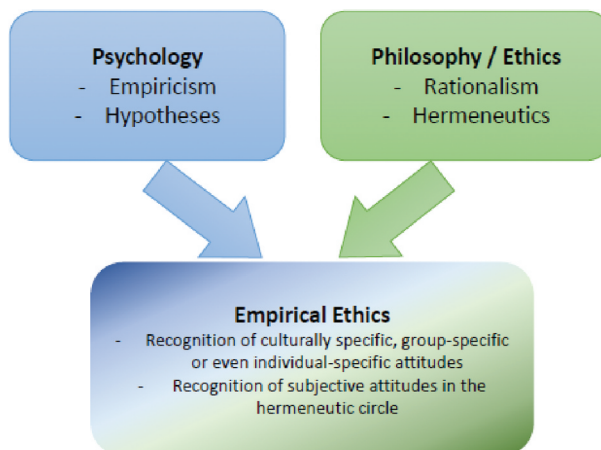 Psychology
- Empiricism
- Hypotheses
Philosophy / Ethics
- Rationalism
- Hermeneutics
Empirical Ethics
- Recognition of culturally specific, group-specific
or even individual-specific attitudes
- Recognition of subjective attitudes in the
hermeneutic circle